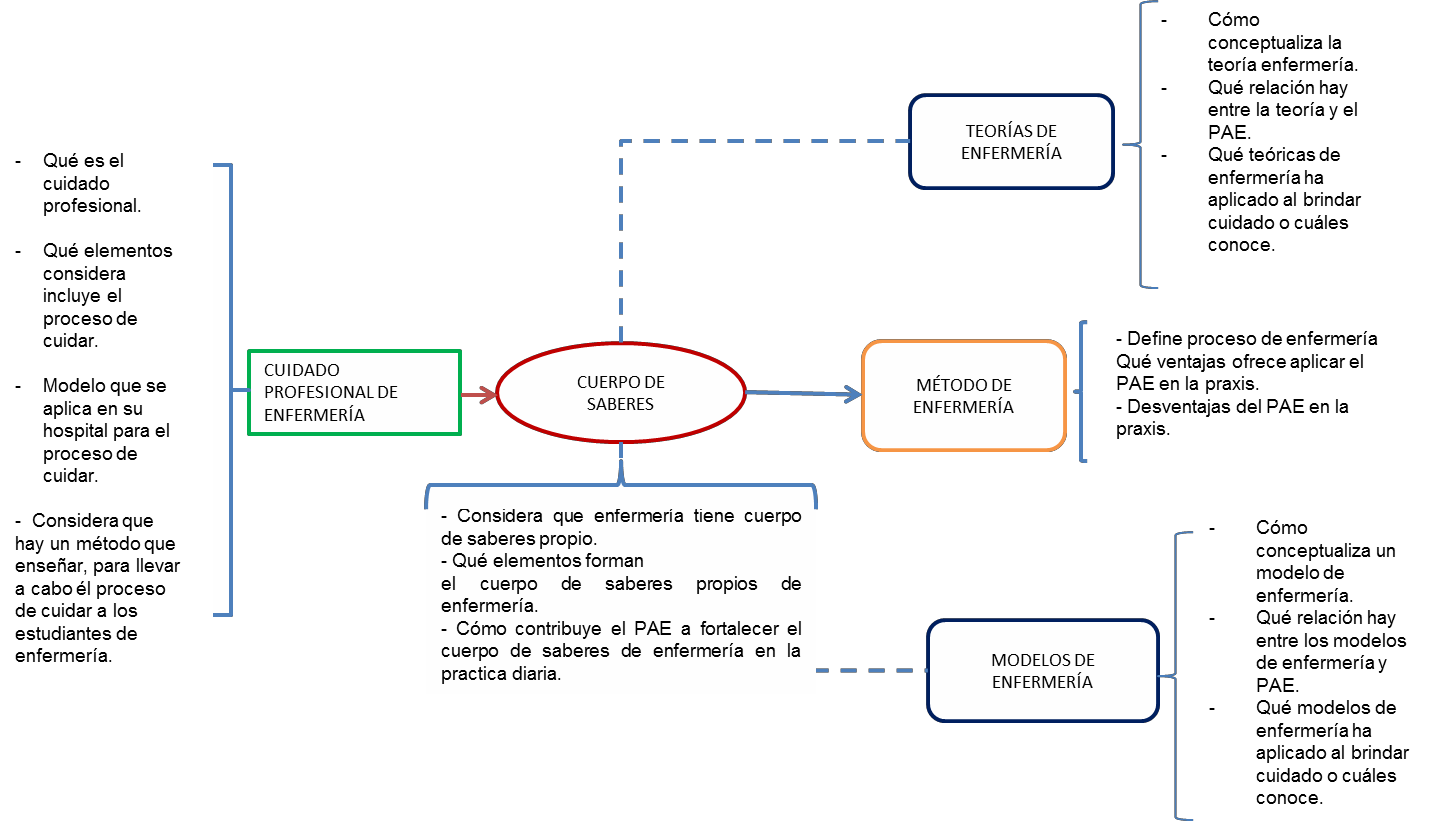 - Qué es el
cuidado
profesional.
- Qué elementos
considera
incluye el
proceso de
cuidar.
- Modelo que se
aplica en su
hospital para el
proceso de
cuidar.
- Considera que
hay un método que
enseñar, para llevar
a cabo él proceso
de cuidar a los
estudiantes de
enfermería.
CUIDADO
PROFESIONAL DE
ENFERMERÍA
CUERPO DE
SABERES
- Considera que enfermería tiene cuerpo
de saberes propio.
- Qué elementos forman
el cuerpo de saberes propios de
enfermería.
- Cómo contribuye el PAE a fortalecer el
cuerpo de saberes de enfermería en la
practica diaria.
TEORÍAS DE
ENFERMERÍA
- Cómo
conceptualiza la
teoría enfermería.
- Qué relación hay
entre la teoría y el
PAE.
- Qué teóricas de
enfermería ha
aplicado al brindar
cuidado o cuáles
conoce.
MÉTODO DE
ENFERMERÍA
- Define proceso de enfermería
Qué ventajas ofrece aplicar el
PAE en la praxis.
- Desventajas del PAE en la
praxis.
MODELOS DE
ENFERMERÍA
- Cómo
conceptualiza un
modelo de
enfermería.
- Qué relación hay
entre los modelos
de enfermería y
PAE.
- Qué modelos de
enfermería ha
aplicado al brindar
cuidado o cuáles
conoce.